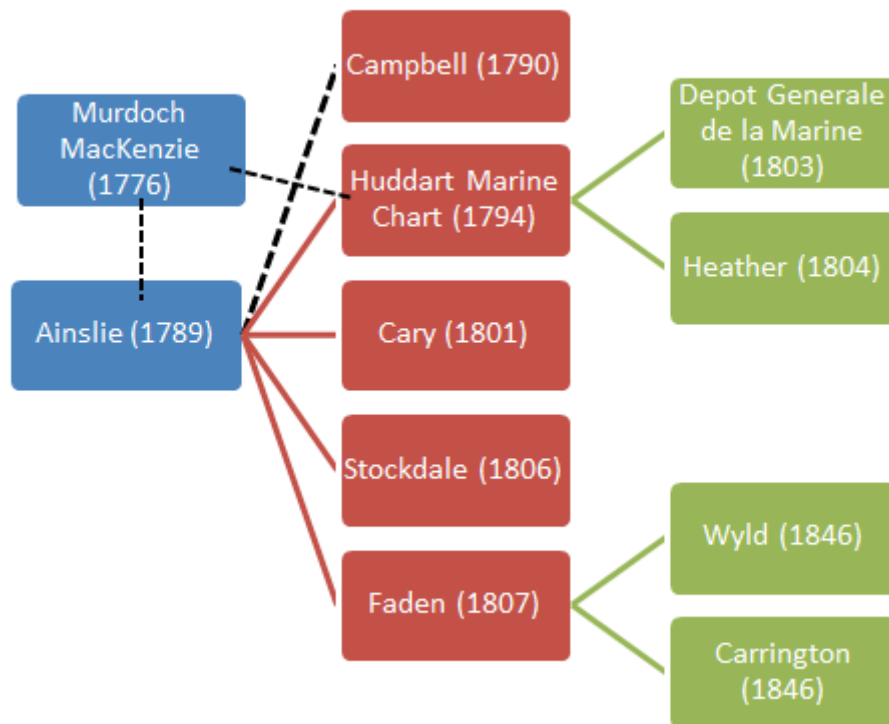 Murdoch
MacKenzie
(1776)
Ainslie (1789)
Campbell (1790)
Huddart Marine
Chart (1794)
Cary (1801)
Stockdale (1806)
Faden (1807)
Depot Generale
de la Marine
(1803)
Heather (1804)
Wyld (1846)
Carrington
(1846)